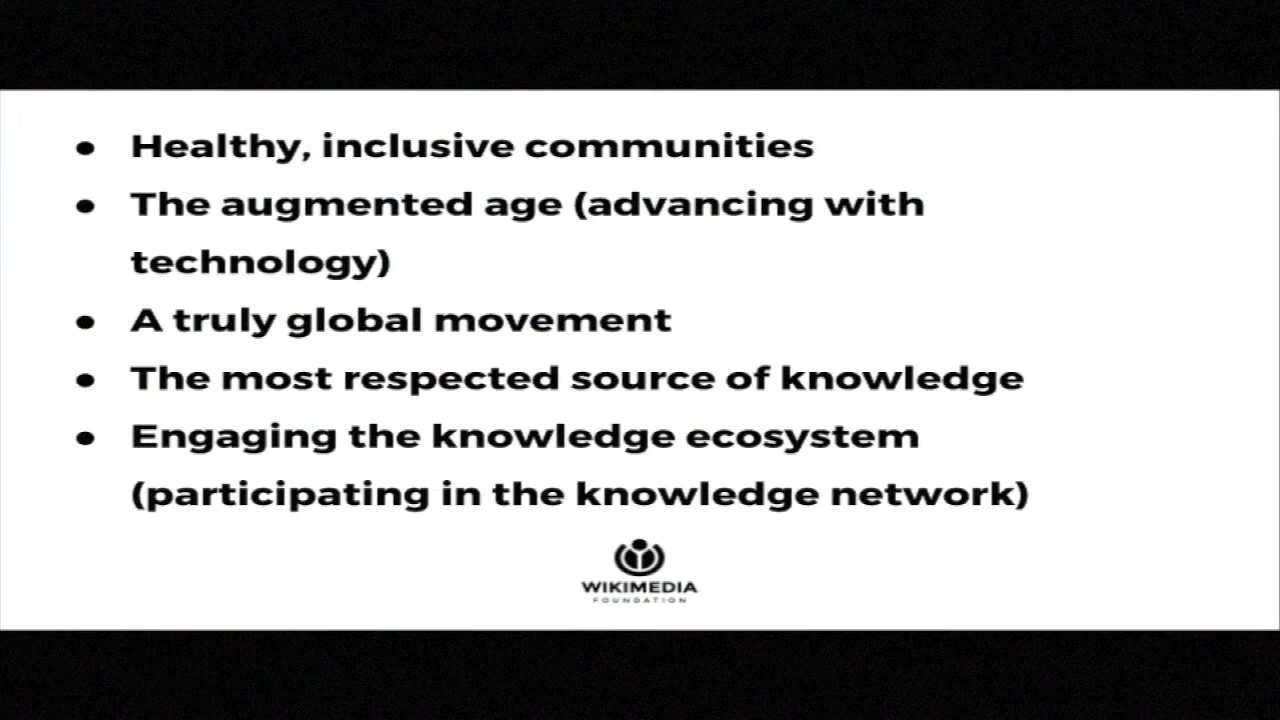 ● Healthy, inclusive communities
● The augmented age (advancing with
technology)
● A truly global movement
● The most respected source of knowledge
● Engaging the knowledge ecosystem
(participating in the knowledge network)
WIKIMEDIA
FOUNDATION